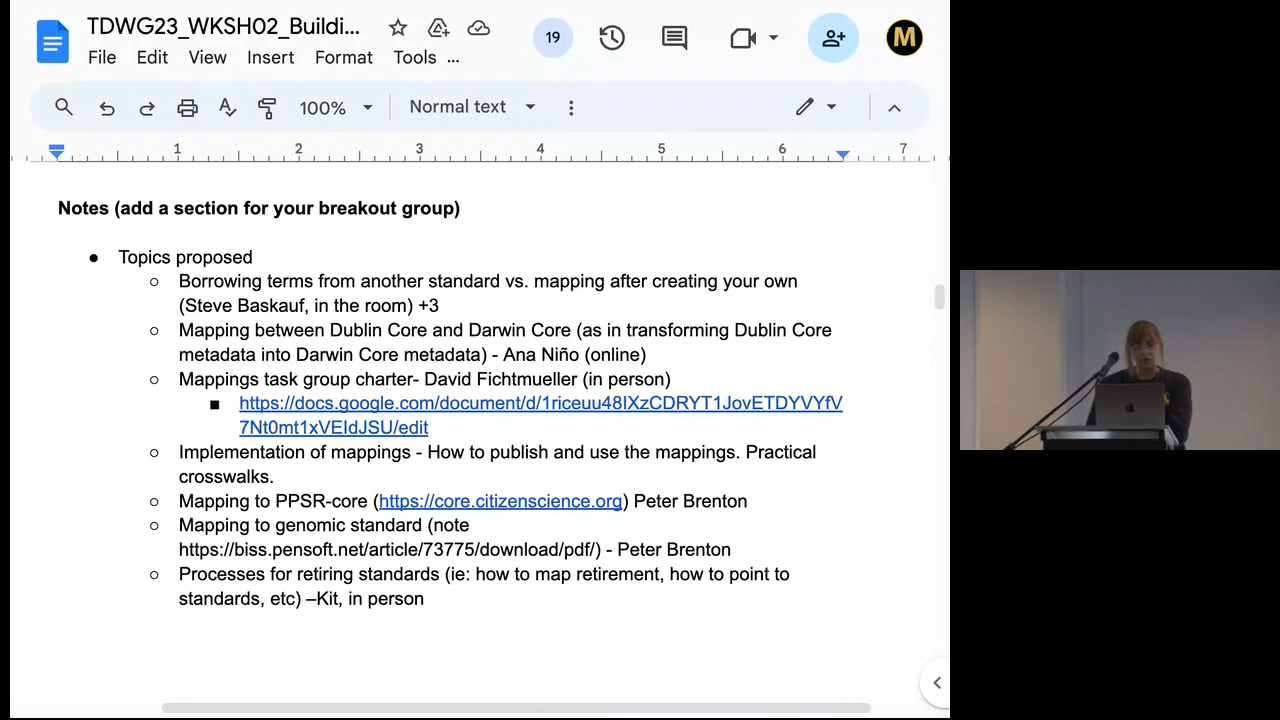 TDWG23_WKSH02_Buildi...
19
M
File Edit View Insert Format Tools ...
100% Normal text
1 2 3 4 5 6 7
Notes (add a section for your breakout group)
● Topics proposed
○ Borrowing terms from another standard vs. mapping after creating your own
(Steve Baskauf, in the room) +3
○ Mapping between Dublin Core and Darwin Core (as in transforming Dublin Core
metadata into Darwin Core metadata) - Ana Niño (online)
○ Mappings task group charter- David Fichtmueller (in person)
■ https://docs.google.com/document/d/1riceuu48IXzCDRYT1JovETDYVYfV
7Nt0mt1xVEIdJSU/edit
○ Implementation of mappings - How to publish and use the mappings. Practical
crosswalks.
○ Mapping to PPSR-core (https://core.citizenscience.org) Peter Brenton
○ Mapping to genomic standard (note
https://biss.pensoft.net/article/73775/download/pdf/) - Peter Brenton
○ Processes for retiring standards (ie: how to map retirement, how to point to
standards, etc) –Kit, in person